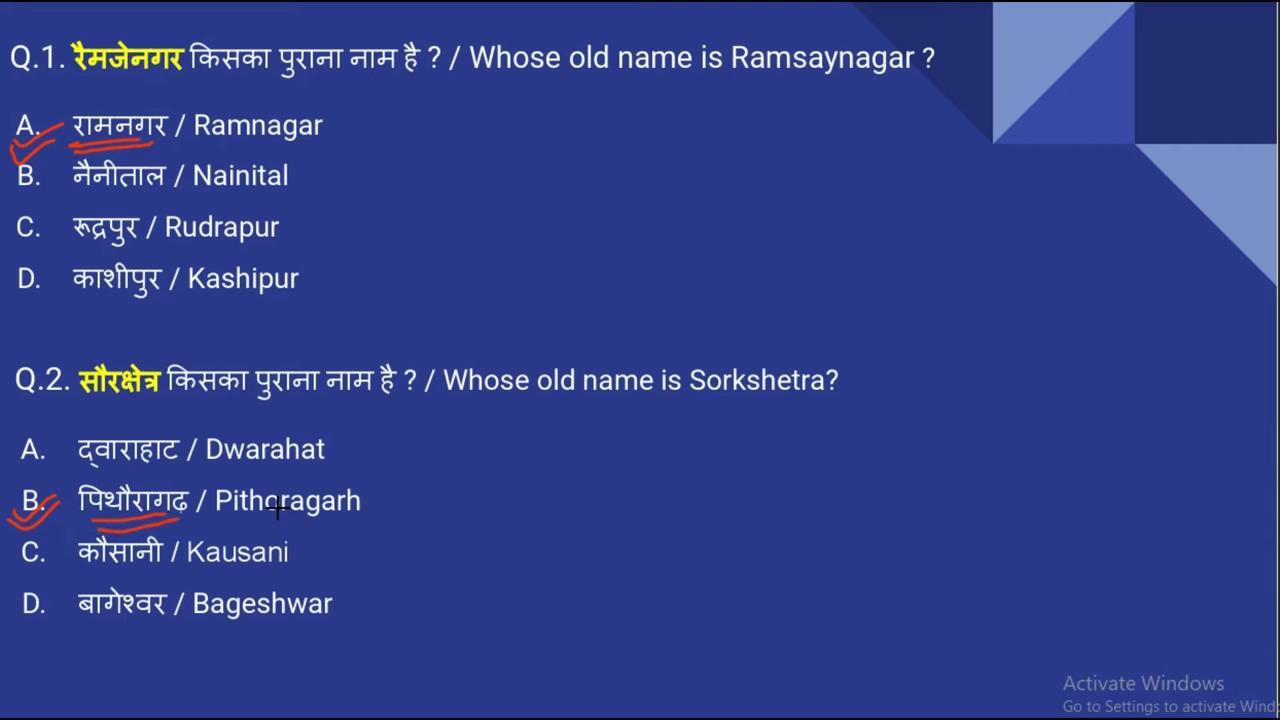 Q.1. रैमजेनगर किसका पुराना नाम है ? / Whose old name is Ramsaynagar ?
A. रामनगर / Ramnagar
B. नैनीताल / Nainital
C. रूद्रपुर / Rudrapur
D. काशीपुर / Kashipur
Q.2. सौरक्षेत्र किसका पुराना नाम है ? / Whose old name is Sorkshetra?
A. द्वाराहाट / Dwarahat
B. पिथौरागढ़ / Pithoragarh
C. कौसानी / Kausani
D. बागेश्वर / Bageshwar
Activate Windows
Go to Settings to activate Wind